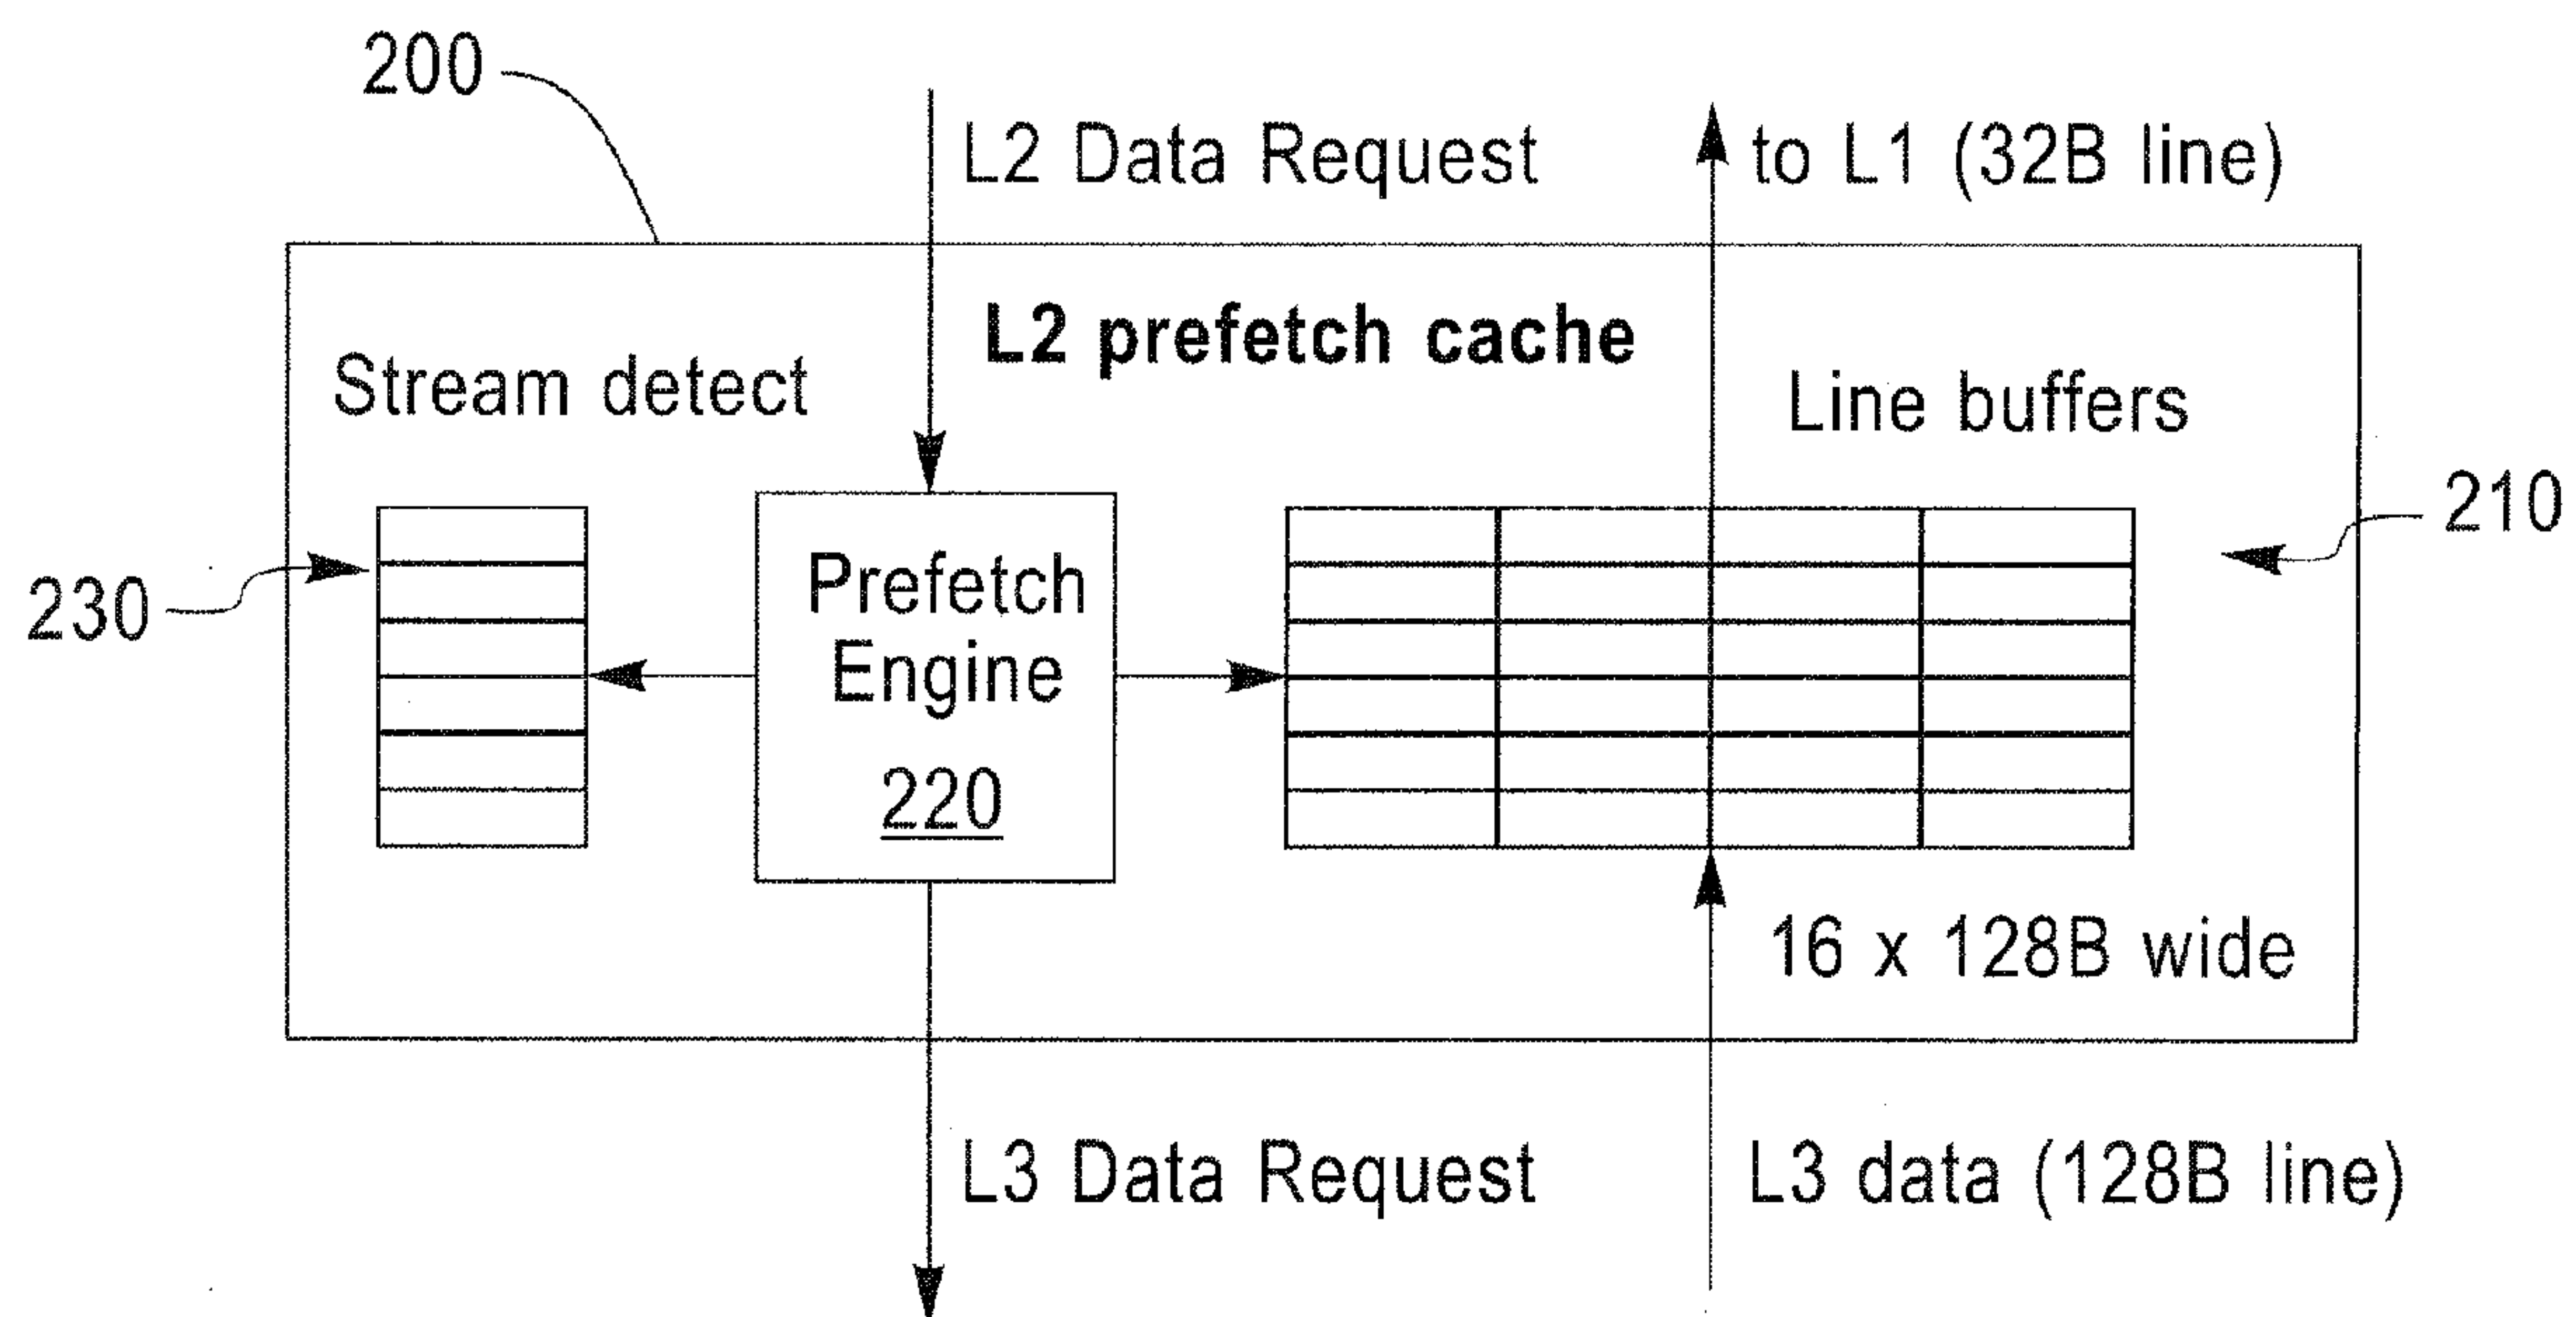 200
L2 Data Request
to L1 (32B line)
L2 prefetch cache
Stream detect
Line buffers
210
230
Prefetch
Engine
220
16 x 128B wide
L3 Data Request
L3 data (128B line)